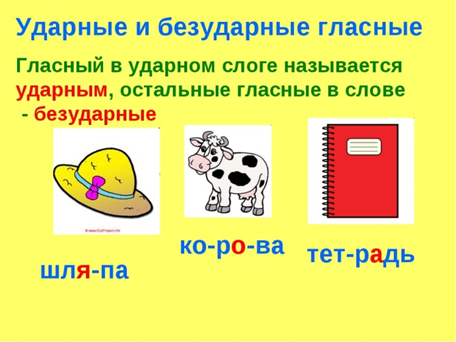 Ударные и безударные гласные
Гласный в ударном слоге называется
ударным, остальные гласные в слове
- безударные
шля-па
ко-ро-ва
тет-радь